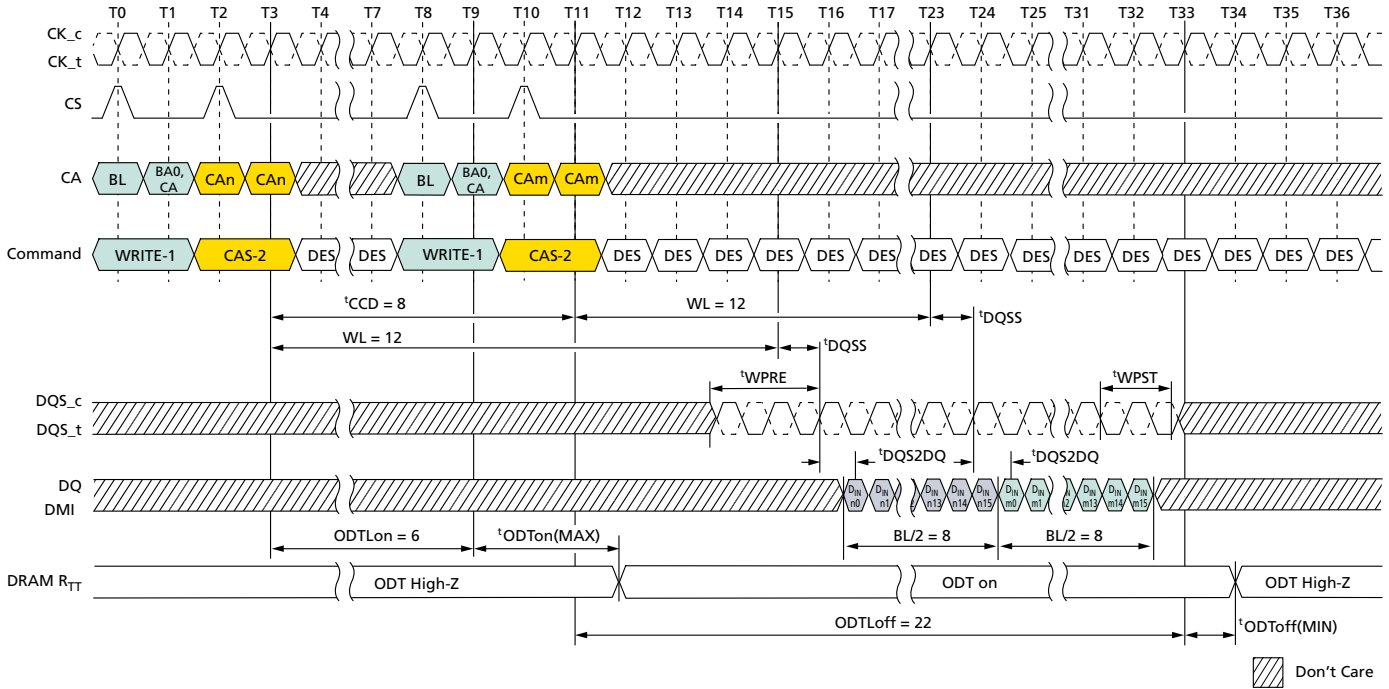 T0 T1 T2 T3 T4 T7 T8 T9 T10 T11 T12 T13 T14 T15 T16 T17 T23 T24 T25 T31 T32 T33 T34 T35 T36
CK_c
CK_t
CS
CA BL BA0, CA CAn CAn BL BA0, CA CAm CAm
Command WRITE-1 CAS-2 DES DES WRITE-1 CAS-2 DES DES DES DES DES DES DES DES DES DES DES DES DES DES DES
tCCD = 8 WL = 12 tDQSS
WL = 12 tDQSS
tWPRE tWPST
DQS_c
DQS_t
tDQS2DQ tDQS2DQ
DQ DIN n0 DIN n1 DIN n13 DIN n14 DIN n15 DIN m0 DIN m1 DIN m13 DIN m14 DIN m15
DMI
ODTLon = 6 tODTon(MAX) BL/2 = 8 BL/2 = 8
DRAM RTT ODT High-Z ODT on ODT High-Z
ODTLoff = 22 tODToff(MIN)
Don't Care